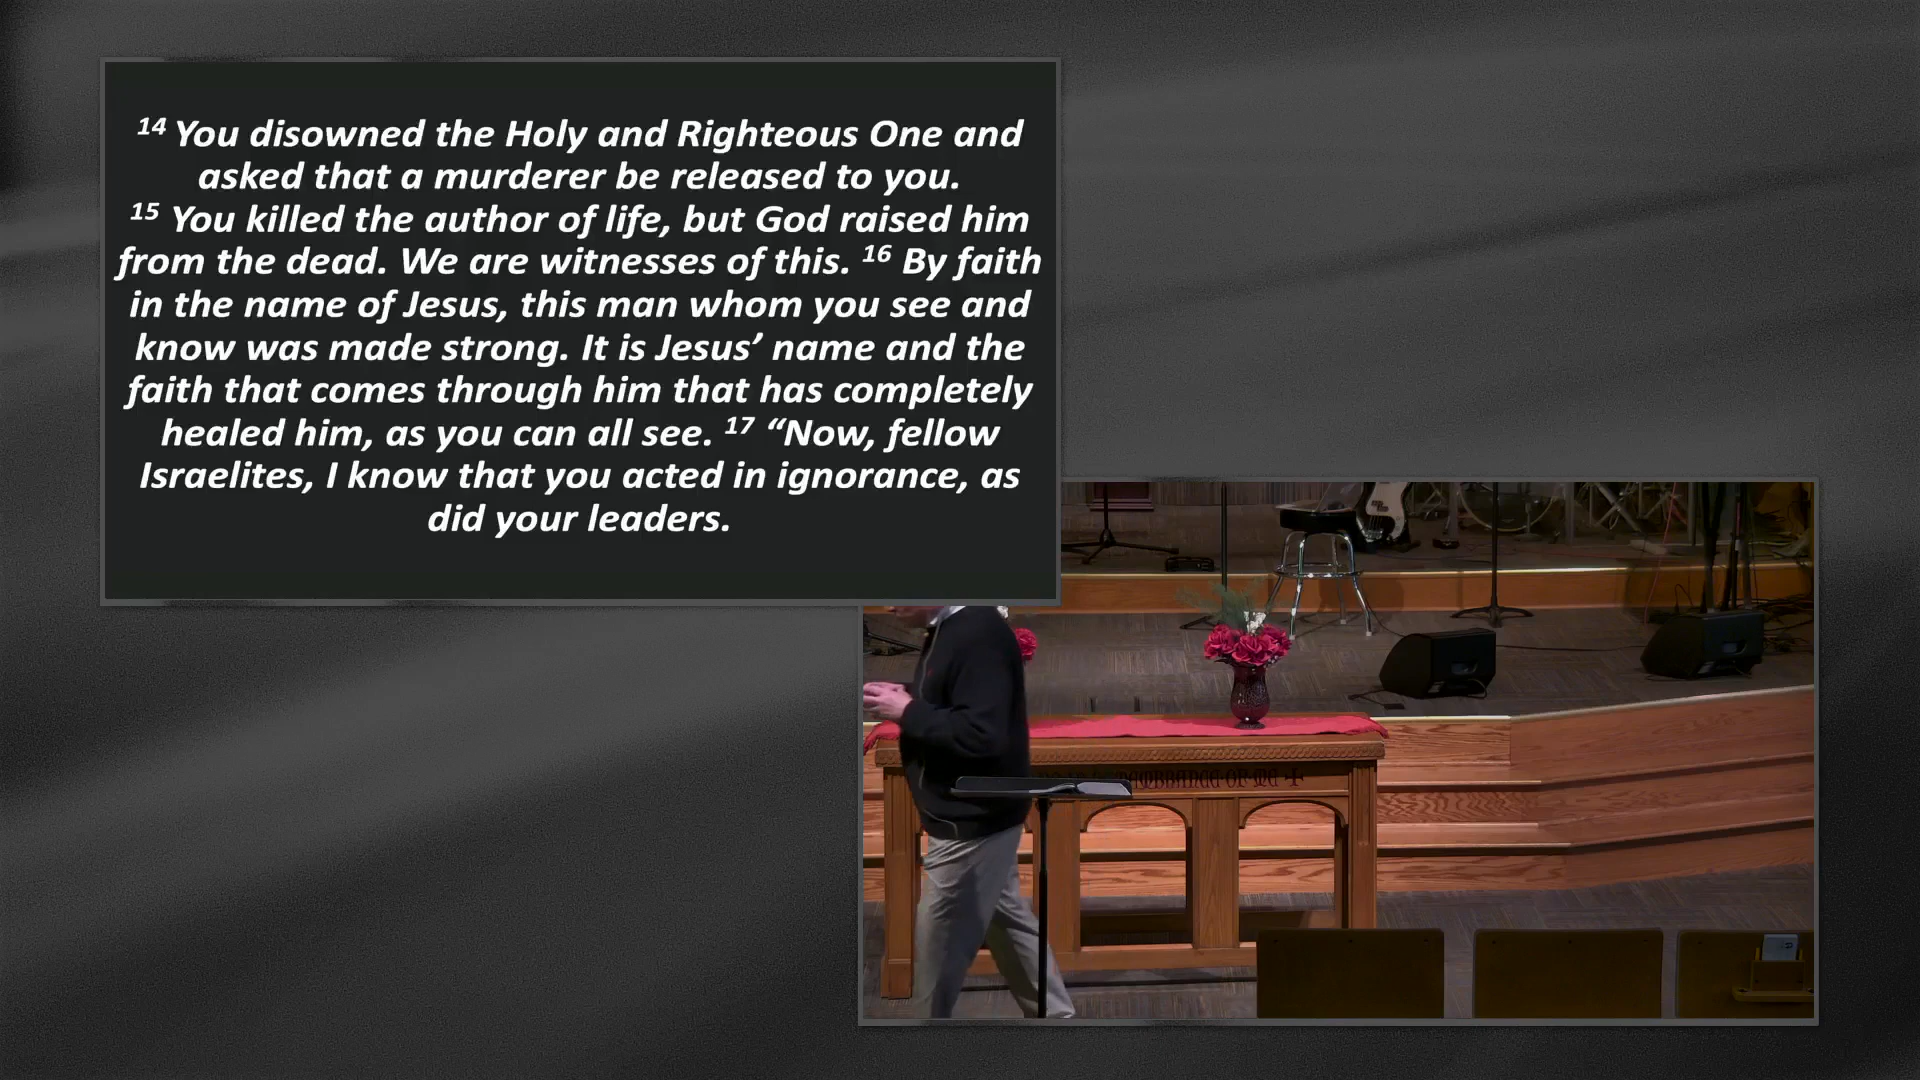 14 You disowned the Holy and Righteous One and
asked that a murderer be released to you.
15 You killed the author of life, but God raised him
from the dead. We are witnesses of this. 16 By faith
in the name of Jesus, this man whom you see and
know was made strong. It is Jesus’ name and the
faith that comes through him that has completely
healed him, as you can all see. 17 “Now, fellow
Israelites, I know that you acted in ignorance, as
did your leaders.
OF ME